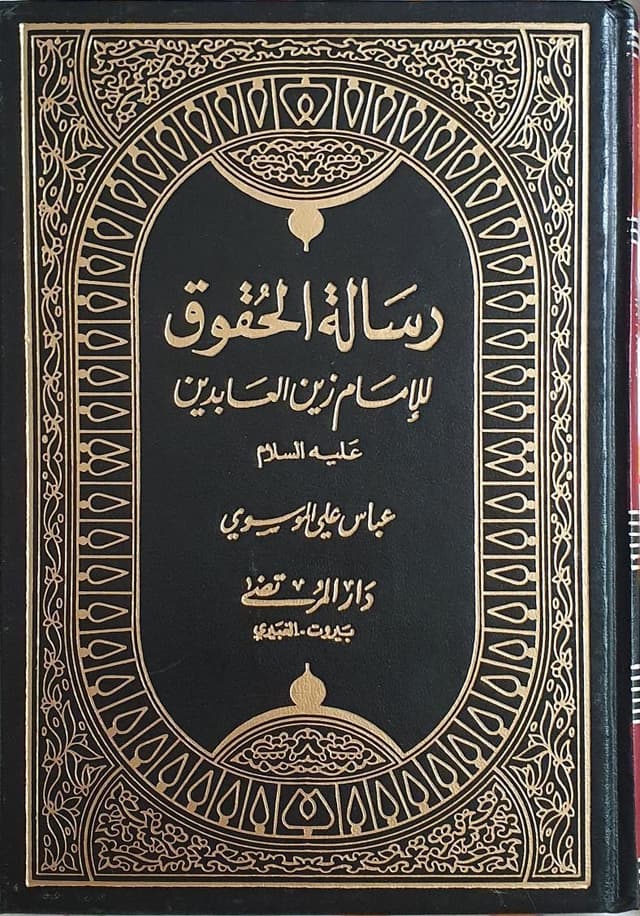 رسالة الحقوق
للإمام زين العابدين
عليه السلام
عباس علي الموسوي
دار المرتضى
بيروت - الغبيري